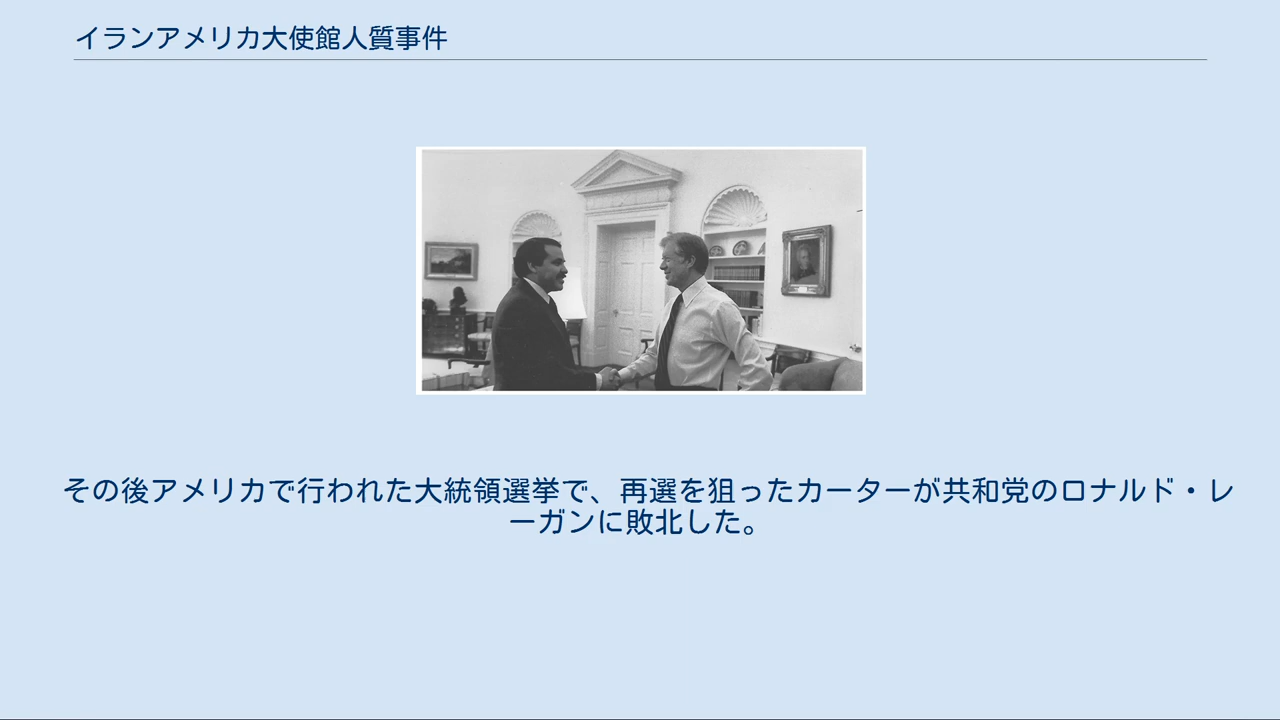 イランアメリカ大使館人質事件
その後アメリカで行われた大統領選挙で、再選を狙ったカーターが共和党のロナルド・レ
ーガンに敗北した。